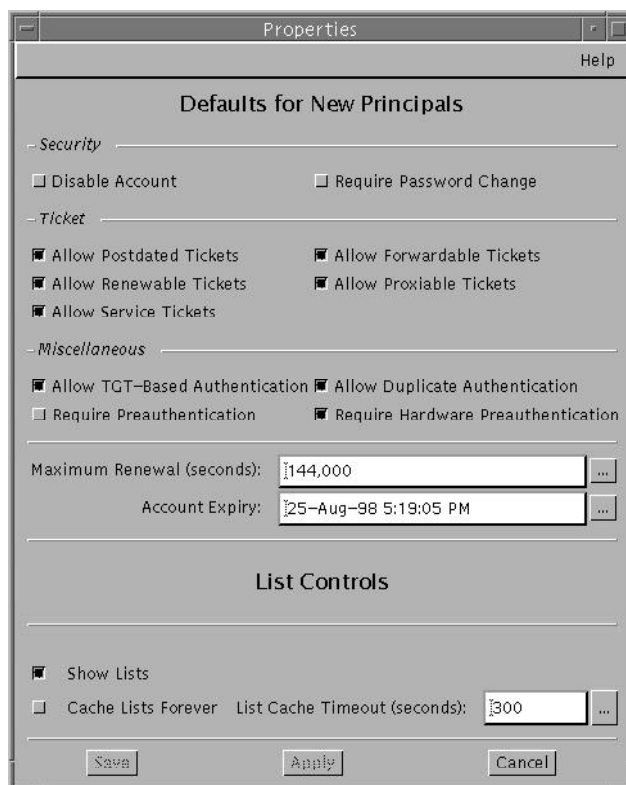 Properties
Help
Defaults for New Principals
Security
Disable Account Require Password Change
Ticket
Allow Postdated Tickets Allow Forwardable Tickets
Allow Renewable Tickets Allow Proxiable Tickets
Allow Service Tickets
Miscellaneous
Allow TGT-Based Authentication Allow Duplicate Authentication
Require Preauthentication Require Hardware Preauthentication
Maximum Renewal (seconds): 144,000 ...
Account Expiry: 25-Aug-98 5:19:05 PM ...
List Controls
Show Lists
Cache Lists Forever List Cache Timeout (seconds): 300 ...
Save Apply Cancel